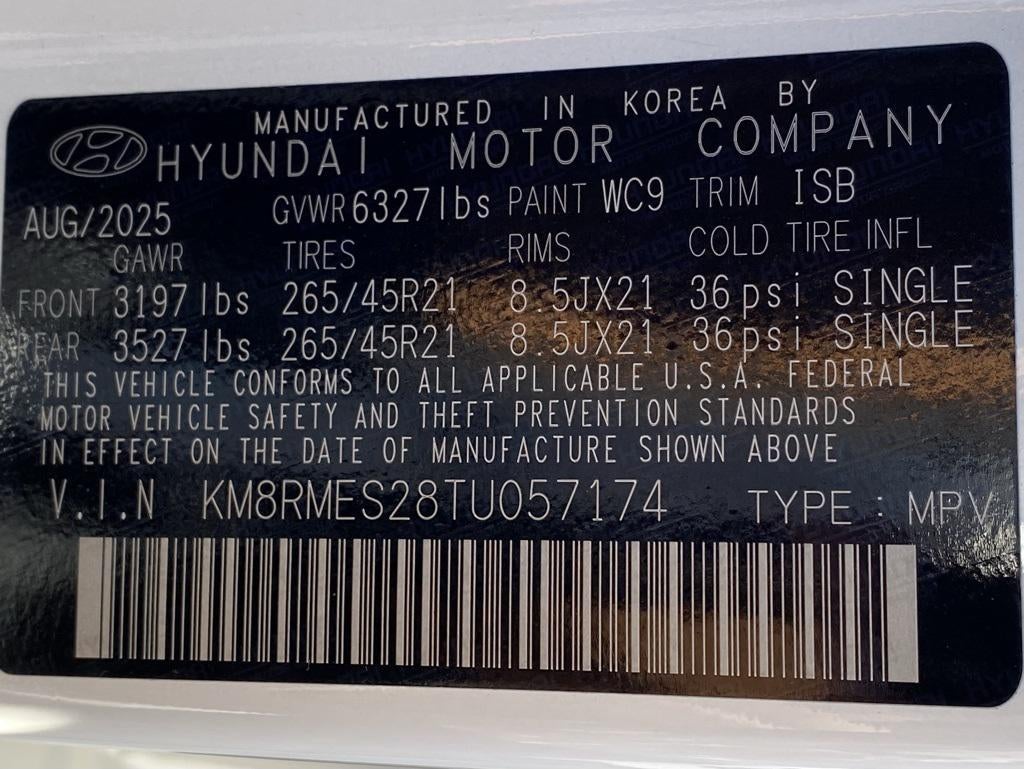 MANUFACTURED IN KOREA BY
HYUNDAI MOTOR COMPANY
AUG/2025 GVWR 6327lbs PAINT WC9 TRIM ISB
GAWR TIRES RIMS COLD TIRE INFL
FRONT 3197lbs 265/45R21 8.5JX21 36psi SINGLE
REAR 3527lbs 265/45R21 8.5JX21 36psi SINGLE
THIS VEHICLE CONFORMS TO ALL APPLICABLE U.S.A. FEDERAL
MOTOR VEHICLE SAFETY AND THEFT PREVENTION STANDARDS
IN EFFECT ON THE DATE OF MANUFACTURE SHOWN ABOVE
V.I.N KM8RMES28TU057174 TYPE : MPV